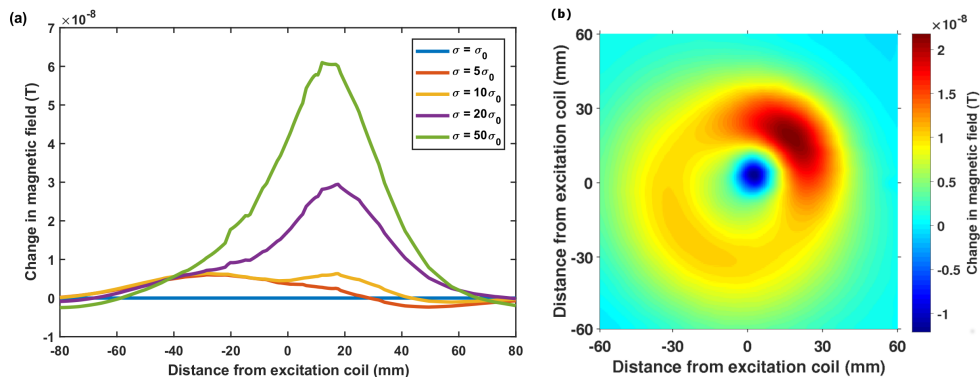 (a)
×10⁻⁸
7
6
5
4
3
2
1
0
-1
Change in magnetic field (T)
σ = σ₀
σ = 5σ₀
σ = 10σ₀
σ = 20σ₀
σ = 50σ₀
-80 -60 -40 -20 0 20 40 60 80
Distance from excitation coil (mm)
(b)
60
30
0
-30
-60
Distance from excitation coil (mm)
-60 -30 0 30 60
Distance from excitation coil (mm)
×10⁻⁸
2
1.5
1
0.5
0
-0.5
-1
Change in magnetic field (T)